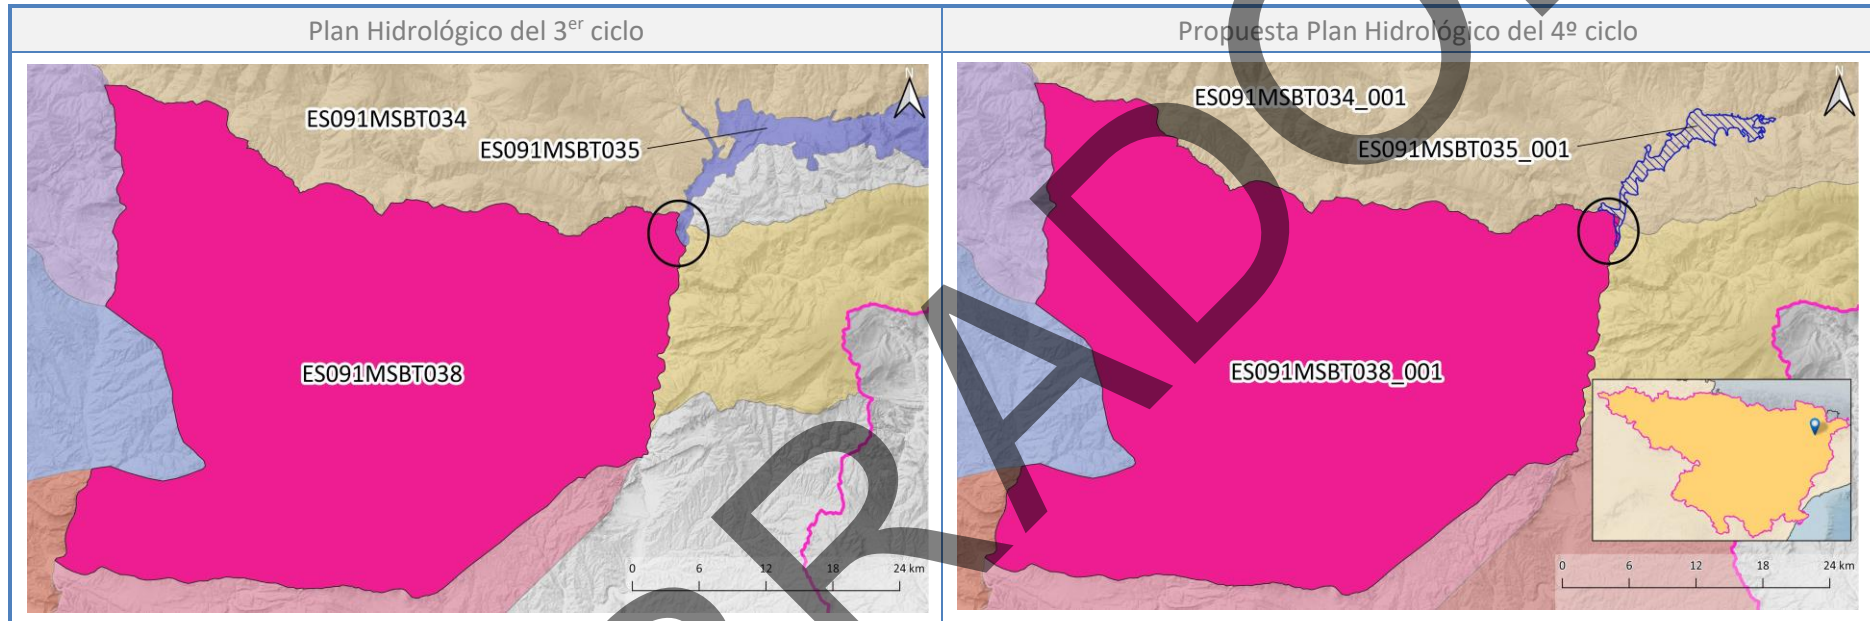 Plan Hidrológico del 3er ciclo
Propuesta Plan Hidrológico del 4º ciclo
N
ES091MSBT034
ES091MSBT035
ES091MSBT038
0 6 12 18 24 km
N
ES091MSBT034_001
ES091MSBT035_001
ES091MSBT038_001
0 6 12 18 24 km